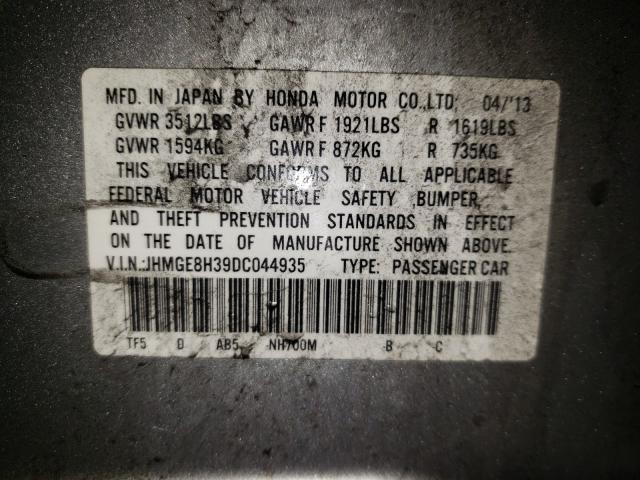 MFD. IN JAPAN BY HONDA MOTOR CO.,LTD. 04/'13
GVWR 3512LBS GAWR F 1921LBS R 1619LBS
GVWR 1594KG GAWR F 872KG R 735KG
THIS VEHICLE CONFORMS TO ALL APPLICABLE
FEDERAL MOTOR VEHICLE SAFETY BUMPER,
AND THEFT PREVENTION STANDARDS IN EFFECT
ON THE DATE OF MANUFACTURE SHOWN ABOVE.
V.I.N.:JHMGE8H39DC044935 TYPE: PASSENGER CAR
TF5 D AB5 NH700M B C